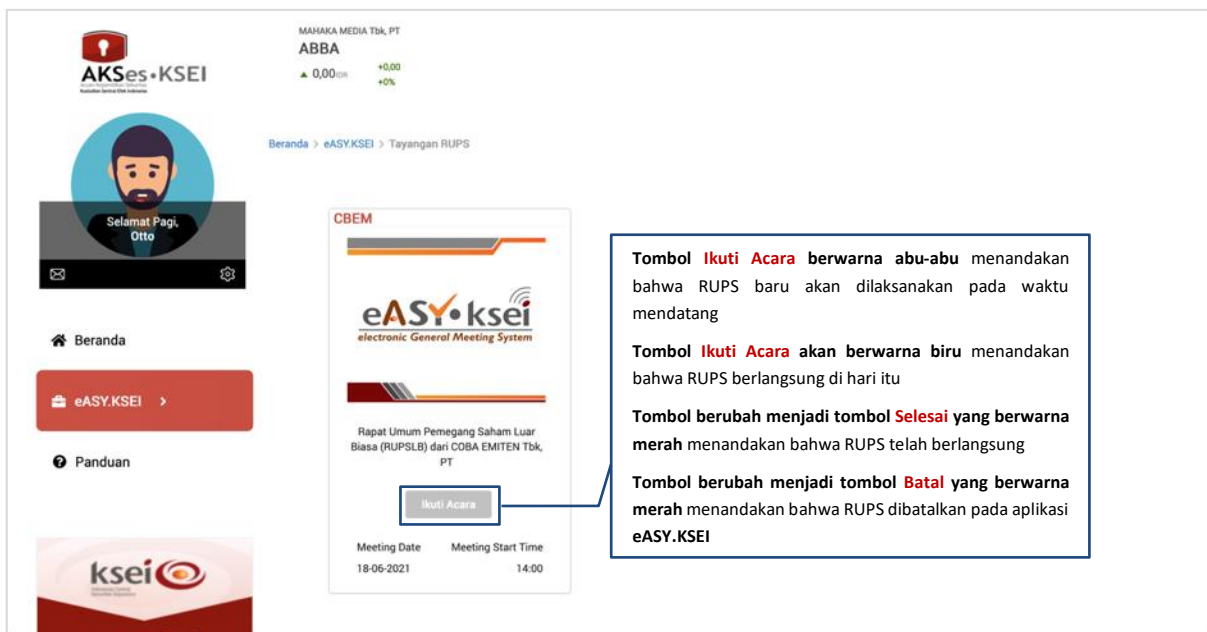 MAHAKA MEDIA Tbk, PT
ABBA
▲ 0,00 IDR
+0,00
+0%
AKSes•KSEI
Beranda > eASY.KSEI > Tayangan RUPS
Selamat Pagi,
Otto
Beranda
eASY.KSEI >
Panduan
ksei
CBEM
eASY•ksei
electronic General Meeting System
Rapat Umum Pemegang Saham Luar
Biasa (RUPSLB) dari COBA EMITEN Tbk,
PT
Ikuti Acara
Meeting Date Meeting Start Time
18-06-2021 14:00
Tombol Ikuti Acara berwarna abu-abu menandakan
bahwa RUPS baru akan dilaksanakan pada waktu
mendatang
Tombol Ikuti Acara akan berwarna biru menandakan
bahwa RUPS berlangsung di hari itu
Tombol berubah menjadi tombol Selesai yang berwarna
merah menandakan bahwa RUPS telah berlangsung
Tombol berubah menjadi tombol Batal yang berwarna
merah menandakan bahwa RUPS dibatalkan pada aplikasi
eASY.KSEI